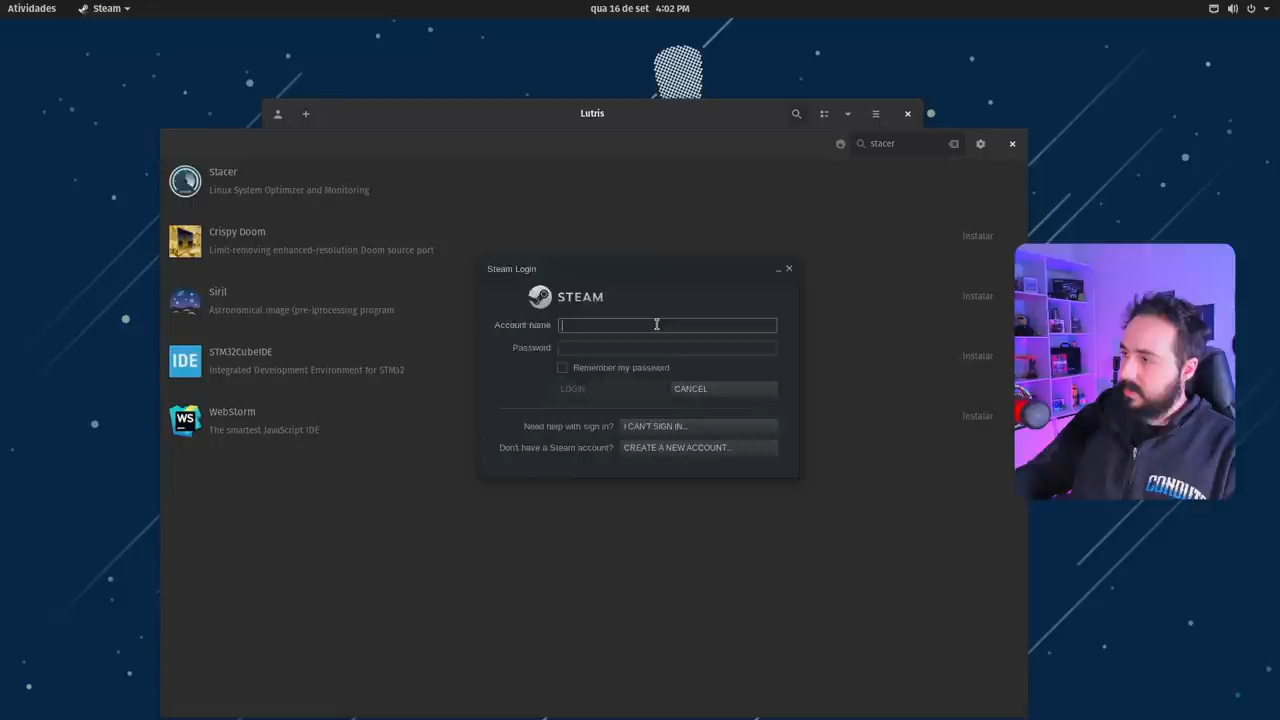 Atividades
Steam
qua 16 de set 4:02 PM
Lutris
stacer
Stacer
Linux System Optimizer and Monitoring
Crispy Doom
Limit-removing enhanced-resolution Doom source port
Instalar
Siril
Astronomical image (pre-)processing program
Instalar
IDE
STM32CubeIDE
Integrated Development Environment for STM32
Instalar
WS
WebStorm
The smartest JavaScript IDE
Instalar
Steam Login
STEAM
Account name
Password
Remember my password
LOGIN
CANCEL
Need help with sign in?
I CAN'T SIGN IN...
Don't have a Steam account?
CREATE A NEW ACCOUNT...